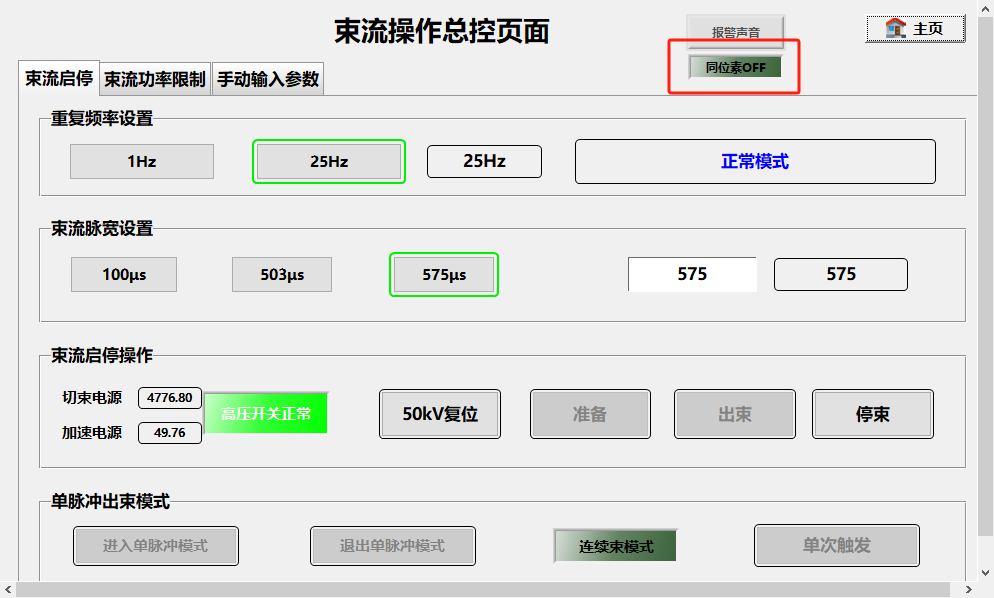 束流操作总控页面
报警声音
主页
同位素OFF
束流启停 束流功率限制 手动输入参数
重复频率设置
1Hz 25Hz 25Hz 正常模式
束流脉宽设置
100μs 503μs 575μs 575 575
束流启停操作
切束电源 4776.80
高压开关正常
加速电源 49.76
50kV复位 准备 出束 停束
单脉冲出束模式
进入单脉冲模式 退出单脉冲模式 连续束模式 单次触发